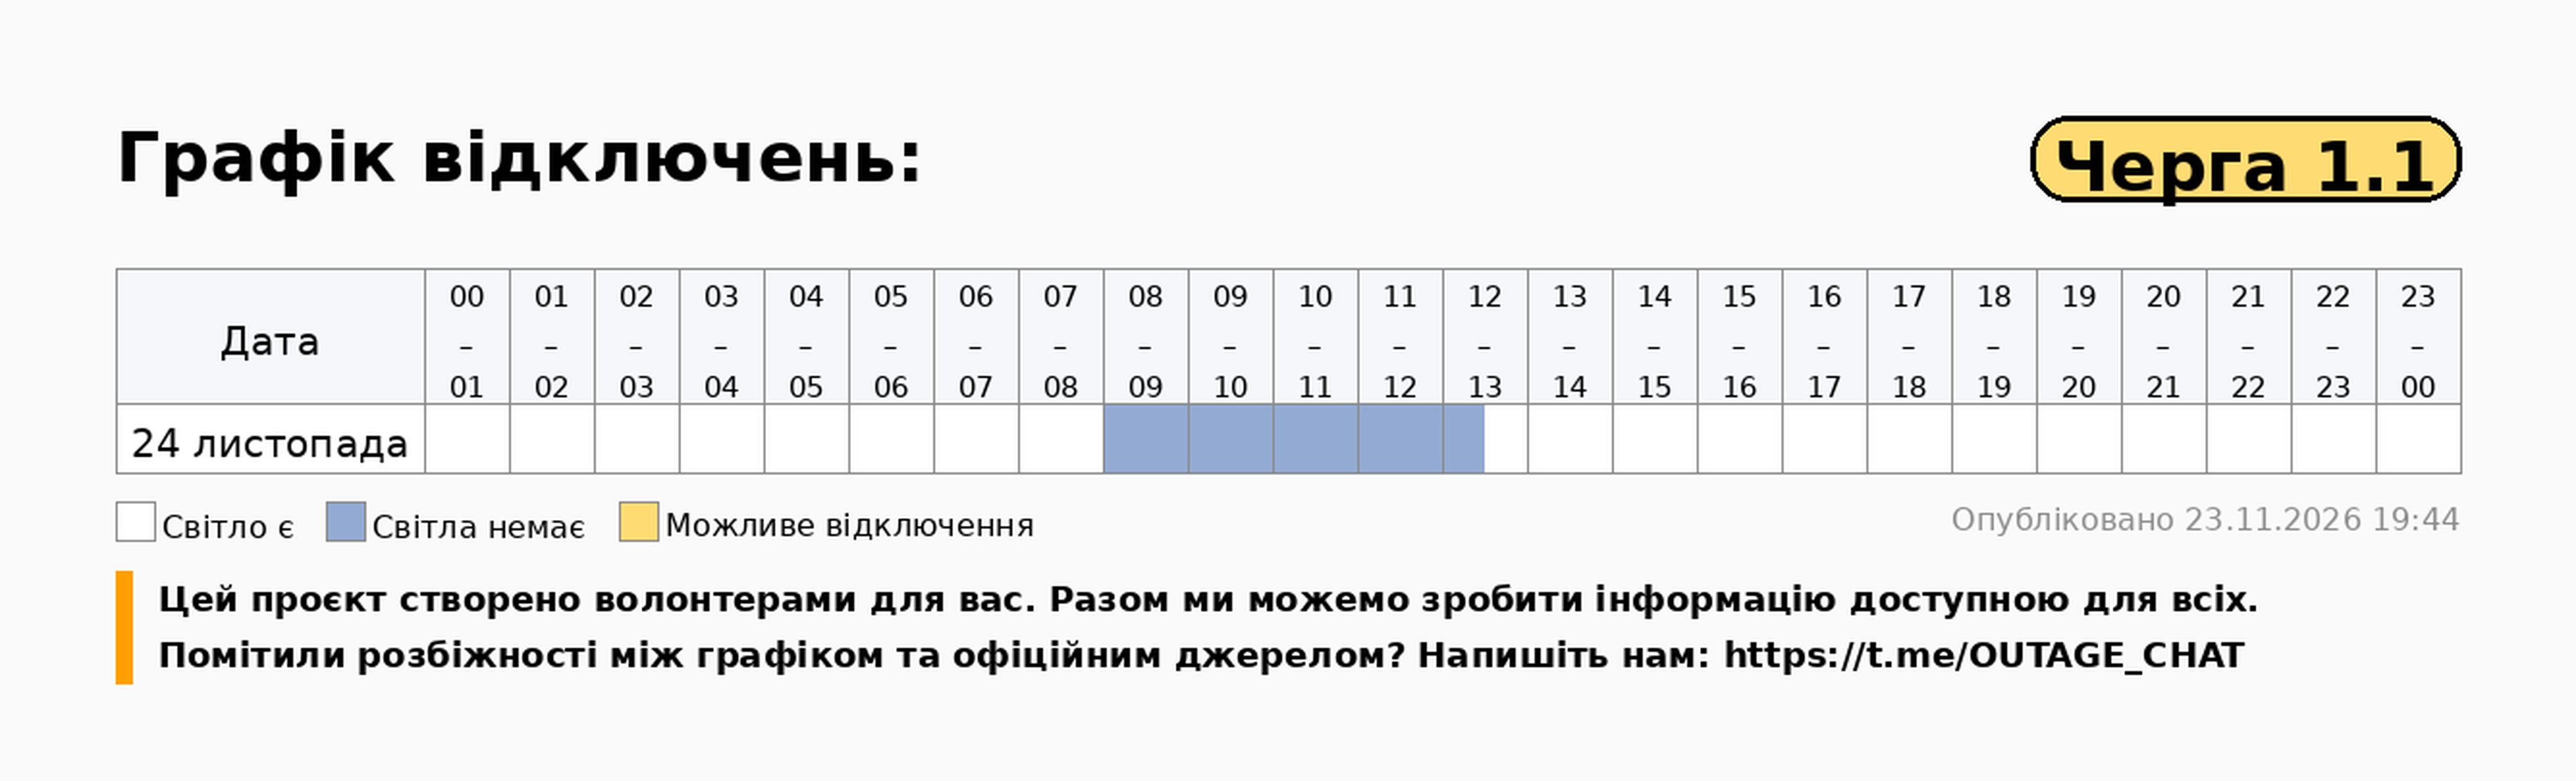 Графік відключень:
Черга 1.1
Дата 00 – 01 01 – 02 02 – 03 03 – 04 04 – 05 05 – 06 06 – 07 07 – 08 08 – 09 09 – 10 10 – 11 11 – 12 12 – 13 13 – 14 14 – 15 15 – 16 16 – 17 17 – 18 18 – 19 19 – 20 20 – 21 21 – 22 22 – 23 23 – 00
24 листопада
Світло є Світла немає Можливе відключення
Опубліковано 23.11.2026 19:44
Цей проєкт створено волонтерами для вас. Разом ми можемо зробити інформацію доступною для всіх.
Помітили розбіжності між графіком та офіційним джерелом? Напишіть нам: https://t.me/OUTAGE_CHAT